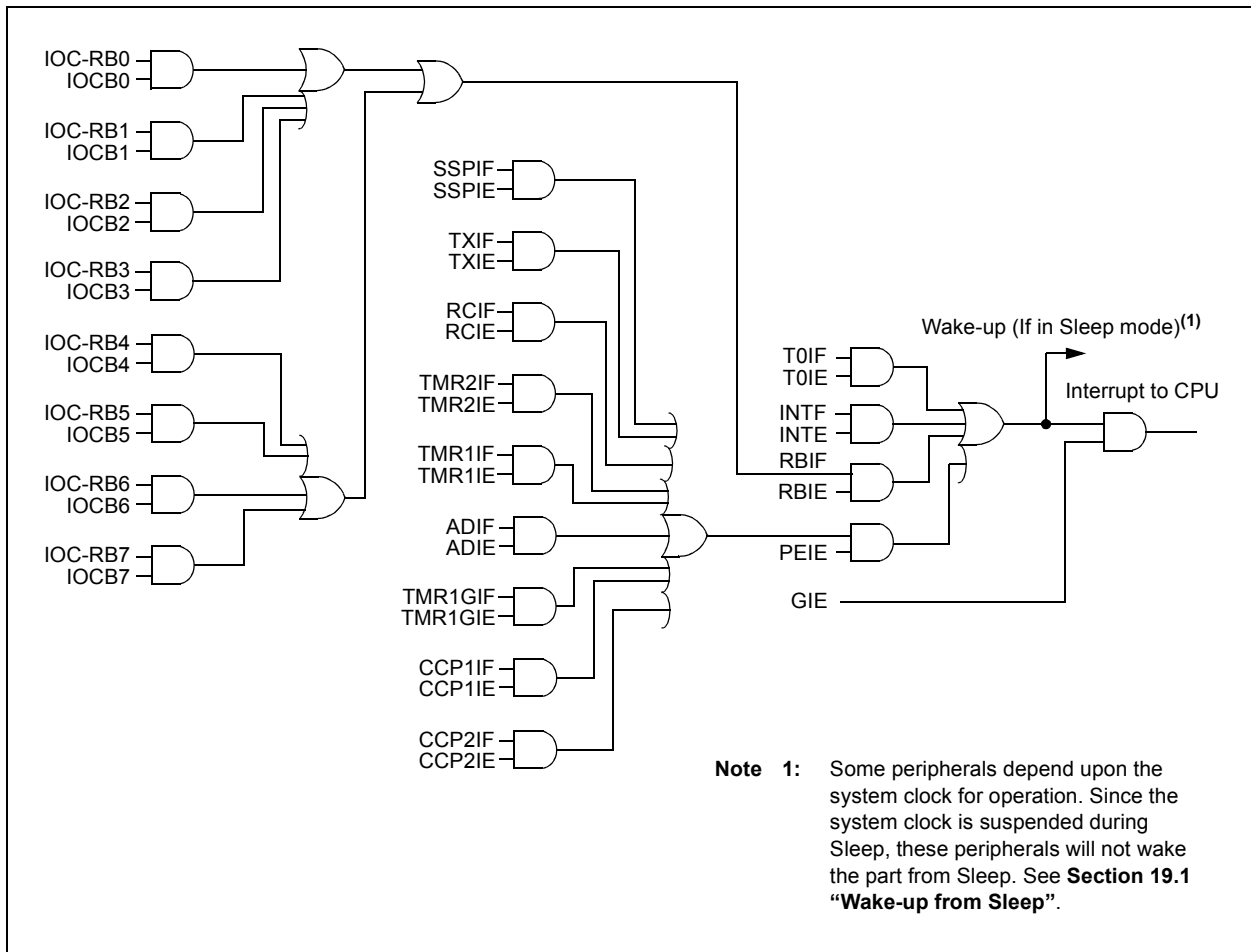 IOC-RB0
IOCB0
IOC-RB1
IOCB1
IOC-RB2
IOCB2
IOC-RB3
IOCB3
IOC-RB4
IOCB4
IOC-RB5
IOCB5
IOC-RB6
IOCB6
IOC-RB7
IOCB7
SSPIF
SSPIE
TXIF
TXIE
RCIF
RCIE
TMR2IF
TMR2IE
TMR1IF
TMR1IE
ADIF
ADIE
TMR1GIF
TMR1GIE
CCP1IF
CCP1IE
CCP2IF
CCP2IE
Wake-up (If in Sleep mode)(1)
T0IF
T0IE
Interrupt to CPU
INTF
INTE
RBIF
RBIE
PEIE
GIE
Note 1: Some peripherals depend upon the
system clock for operation. Since the
system clock is suspended during
Sleep, these peripherals will not wake
the part from Sleep. See Section 19.1
“Wake-up from Sleep”.